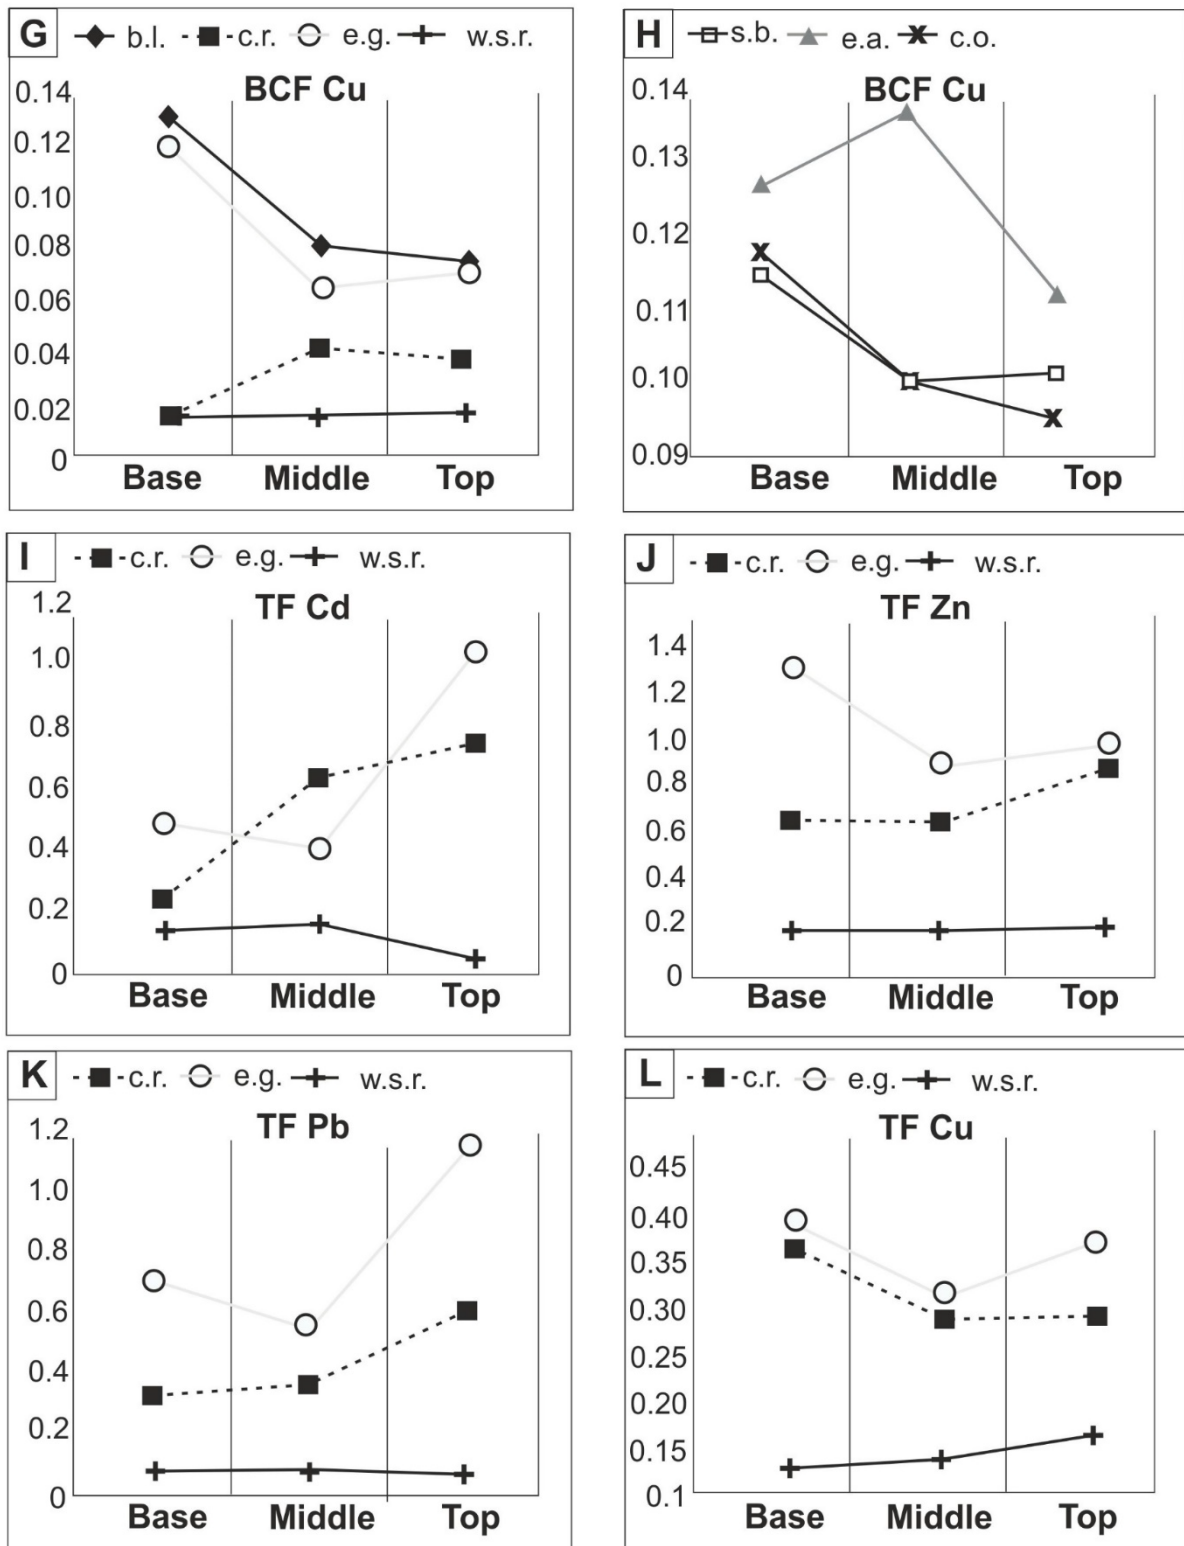 G b.l. c.r. e.g. w.s.r.
BCF Cu
0.14
0.12
0.10
0.08
0.06
0.04
0.02
0
Base Middle Top
H s.b. e.a. c.o.
BCF Cu
0.14
0.13
0.12
0.11
0.10
0.09
Base Middle Top
I c.r. e.g. w.s.r.
TF Cd
1.2
1.0
0.8
0.6
0.4
0.2
0
Base Middle Top
J c.r. e.g. w.s.r.
TF Zn
1.4
1.2
1.0
0.8
0.6
0.4
0.2
0
Base Middle Top
K c.r. e.g. w.s.r.
TF Pb
1.2
1.0
0.8
0.6
0.4
0.2
0
Base Middle Top
L c.r. e.g. w.s.r.
TF Cu
0.45
0.40
0.35
0.30
0.25
0.20
0.15
0.1
Base Middle Top